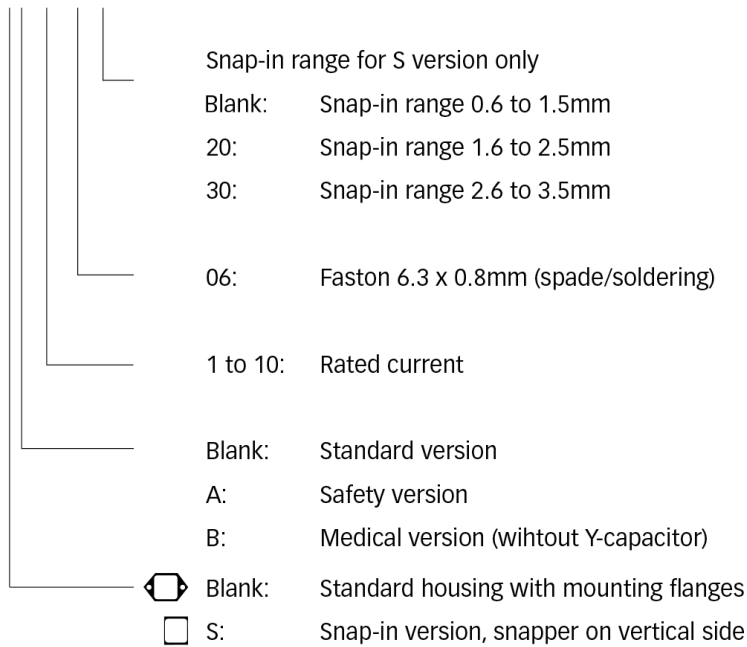 Snap-in range for S version only
Blank: Snap-in range 0.6 to 1.5mm
20: Snap-in range 1.6 to 2.5mm
30: Snap-in range 2.6 to 3.5mm
06: Faston 6.3 x 0.8mm (spade/soldering)
1 to 10: Rated current
Blank: Standard version
A: Safety version
B: Medical version (wihtout Y-capacitor)
Blank: Standard housing with mounting flanges
S: Snap-in version, snapper on vertical side